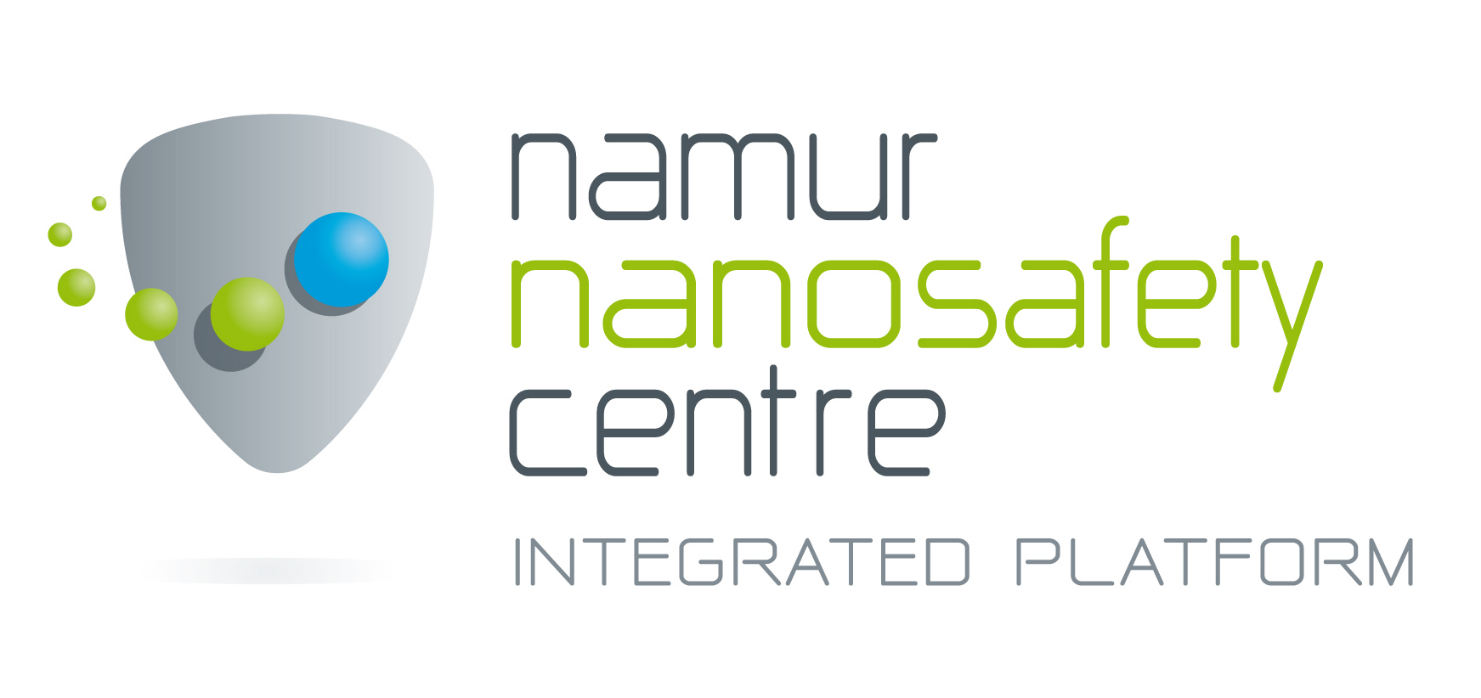 namur
nanosafety
centre
INTEGRATED PLATFORM